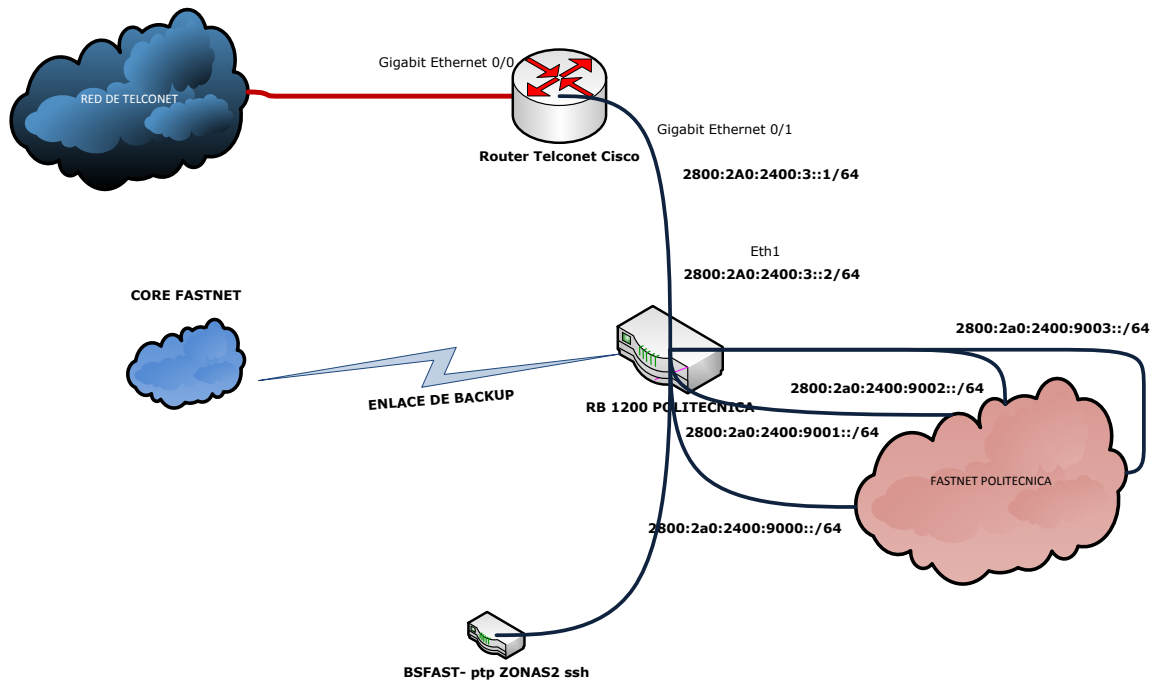 Gigabit Ethernet 0/0
RED DE TELCONET
Gigabit Ethernet 0/1
Router Telconet Cisco
2800:2A0:2400:3::1/64
Eth1
2800:2A0:2400:3::2/64
CORE FASTNET
2800:2a0:2400:9003::/64
2800:2a0:2400:9002::/64
ENLACE DE BACKUP
RB 1200 POLITECNICA
2800:2a0:2400:9001::/64
FASTNET POLITECNICA
2800:2a0:2400:9000::/64
BSFAST- ptp ZONAS2 ssh